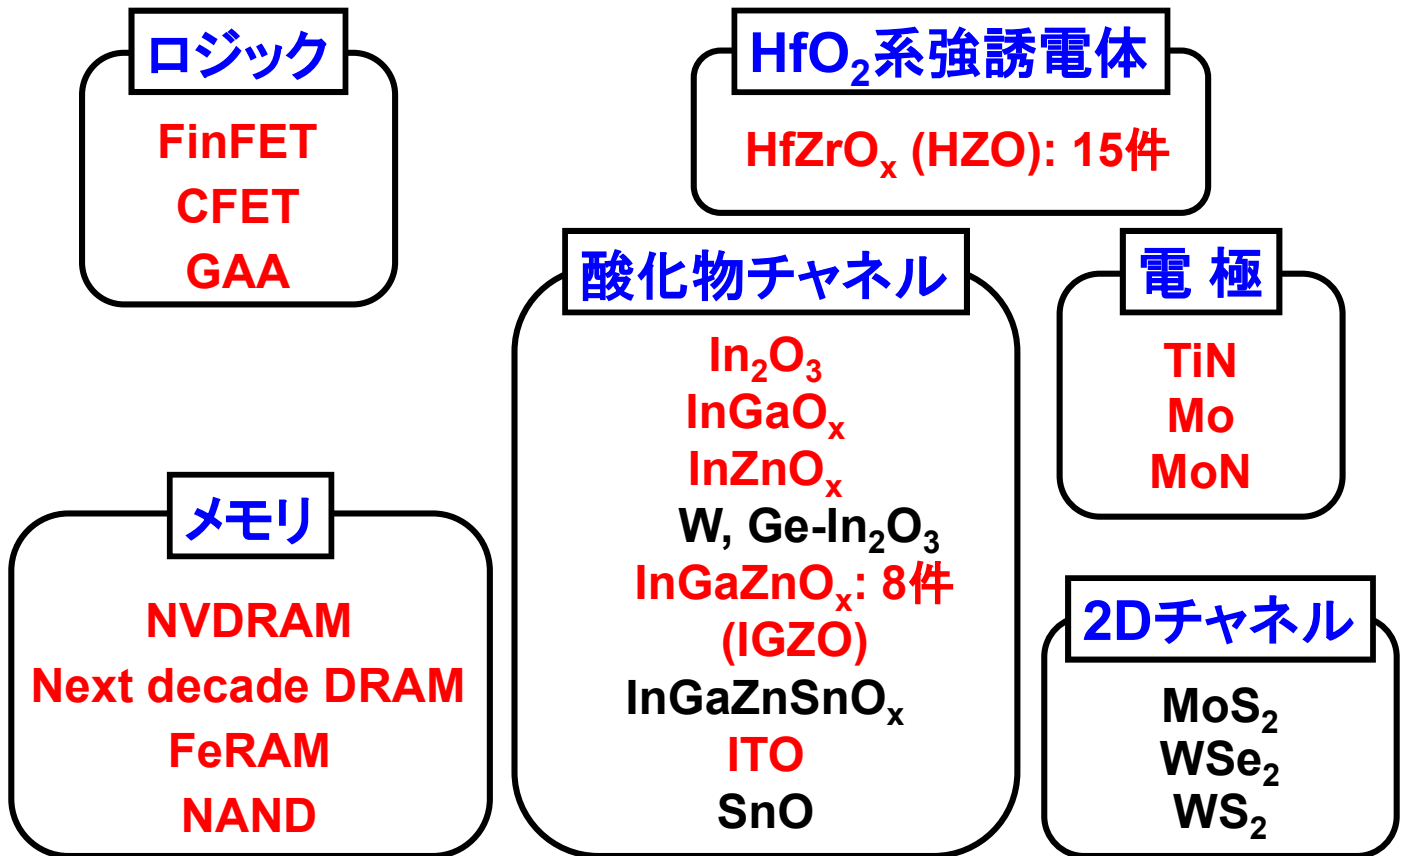 ロジック
FinFET
CFET
GAA
HfO₂系強誘電体
HfZrOₓ (HZO): 15件
酸化物チャネル
In₂O₃
InGaOₓ
InZnOₓ
W, Ge-In₂O₃
InGaZnOₓ: 8件
(IGZO)
InGaZnSnOₓ
ITO
SnO
電 極
TiN
Mo
MoN
メモリ
NVDRAM
Next decade DRAM
FeRAM
NAND
2Dチャネル
MoS₂
WSe₂
WS₂